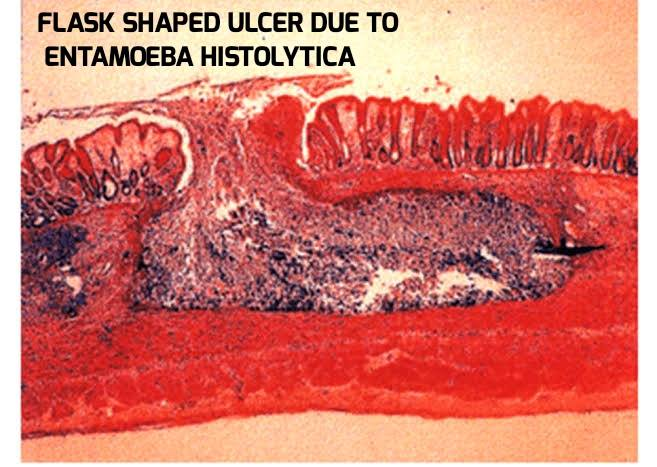 FLASK SHAPED ULCER DUE TO
ENTAMOEBA HISTOLYTICA